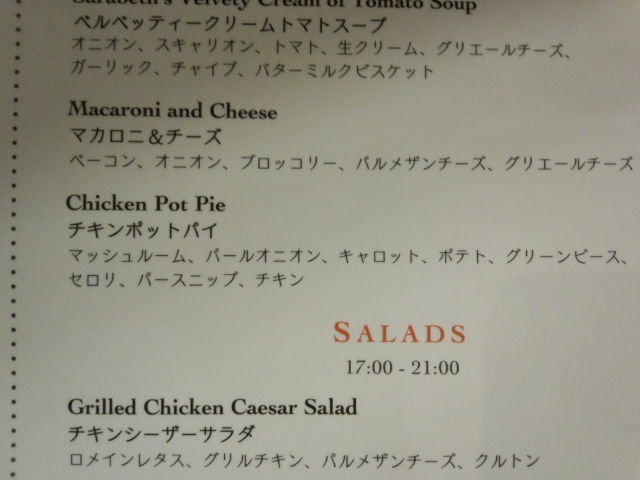 Sarabeth's Velvety Cream of Tomato Soup
ベルベッティークリームトマトスープ
オニオン、スキャリオン、トマト、生クリーム、グリエールチーズ、
ガーリック、チャイブ、バターミルクビスケット
Macaroni and Cheese
マカロニ＆チーズ
ベーコン、オニオン、ブロッコリー、パルメザンチーズ、グリエールチーズ
Chicken Pot Pie
チキンポットパイ
マッシュルーム、パールオニオン、キャロット、ポテト、グリーンピース、
セロリ、パースニップ、チキン
SALADS
17:00 - 21:00
Grilled Chicken Caesar Salad
チキンシーザーサラダ
ロメインレタス、グリルチキン、パルメザンチーズ、クルトン